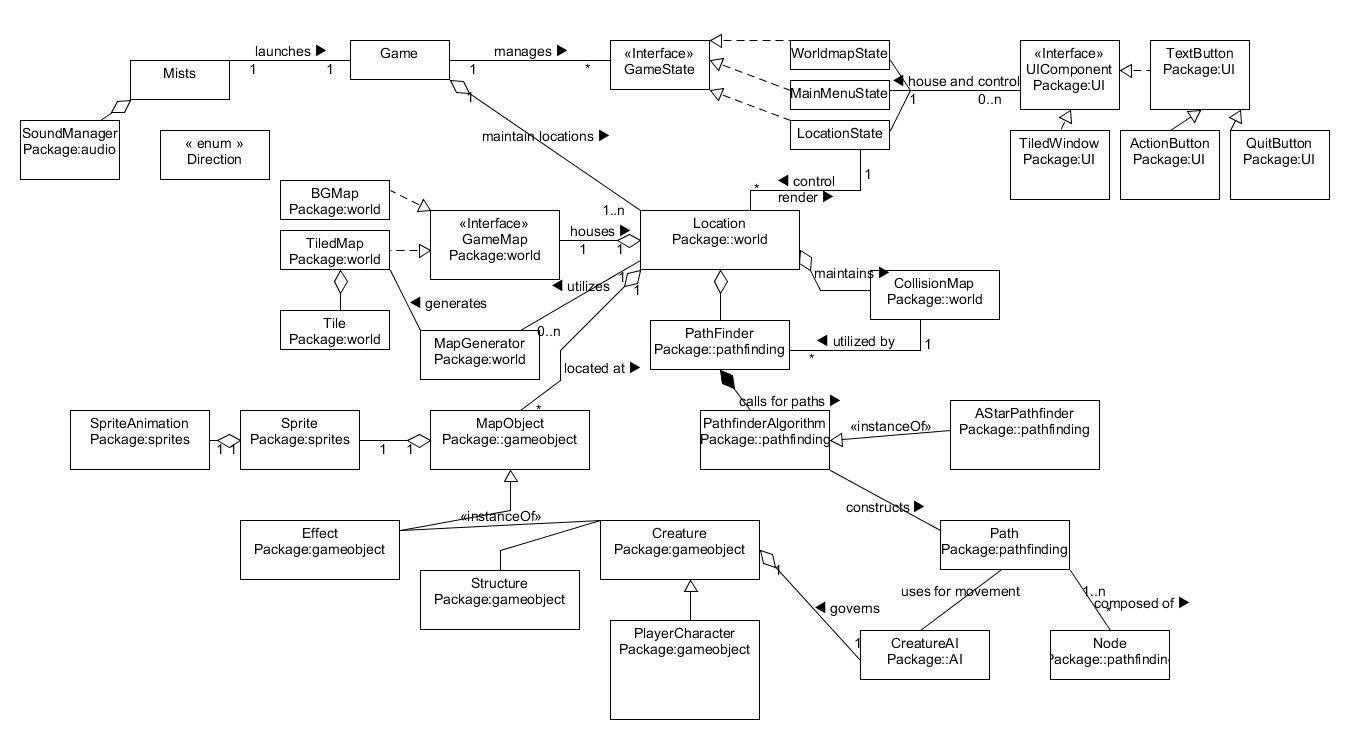 launches ▶
Mists
1
1
Game
manages ▶
1
*
«Interface»
GameState
WorldmapState
MainMenuState
LocationState
◀ house and control
1
0..n
«Interface»
UIComponent
Package:UI
TextButton
Package:UI
TiledWindow
Package:UI
ActionButton
Package:UI
QuitButton
Package:UI
SoundManager
Package:audio
« enum »
Direction
1
maintain locations ▶
1..n
1
◀ control
*
render ▶
BGMap
Package:world
«Interface»
GameMap
Package:world
houses ▶
1
1
Location
Package::world
TiledMap
Package:world
◀ generates
◀ utilizes
1
1
0..n
maintains ▶
CollisionMap
Package::world
Tile
Package:world
MapGenerator
Package:world
PathFinder
Package::pathfinding
◀ utilized by
*
1
located at ▶
*
calls for paths ▶
SpriteAnimation
Package:sprites
1
1
Sprite
Package:sprites
1
1
MapObject
Package::gameobject
PathfinderAlgorithm
Package::pathfinding
«instanceOf»
AStarPathfinder
Package::pathfinding
constructs ▶
«instanceOf»
Effect
Package:gameobject
Creature
Package:gameobject
1
Path
Package:pathfinding
Structure
Package:gameobject
uses for movement
1..n
*
composed of ▶
◀ governs
1
PlayerCharacter
Package:gameobject
CreatureAI
Package::AI
Node
Package::pathfindin